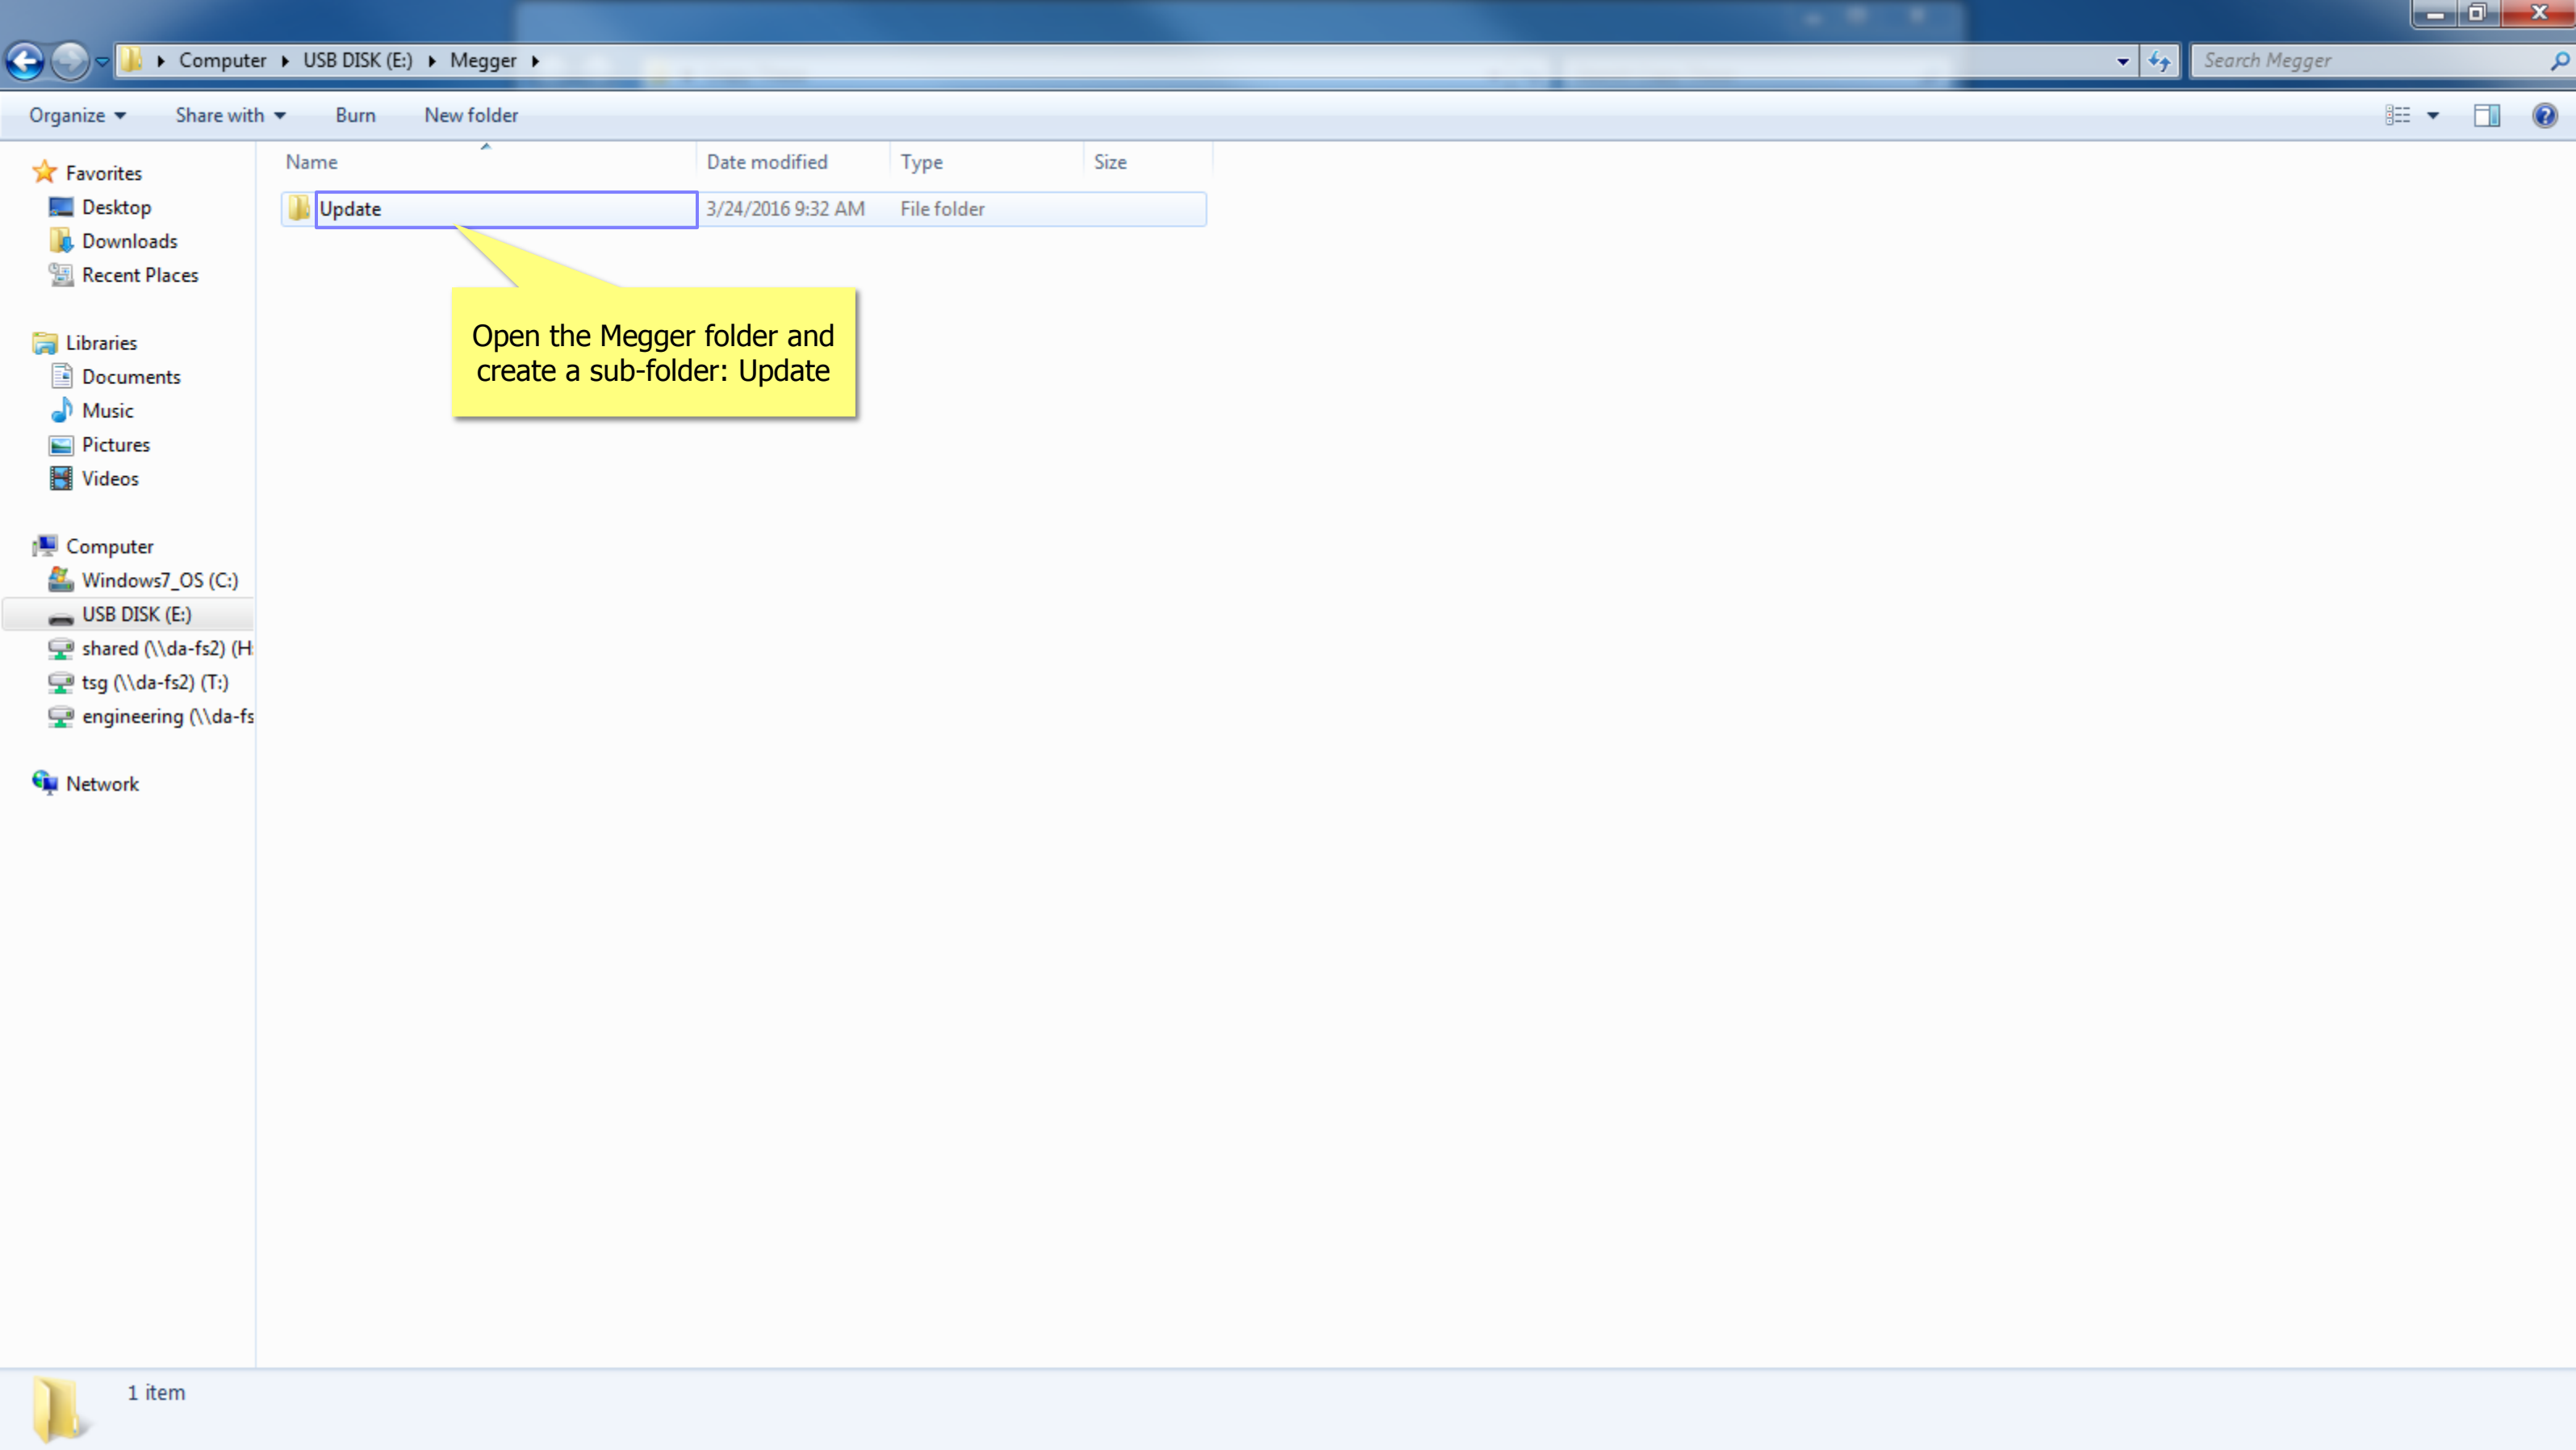 Computer USB DISK (E:) Megger
Search Megger
Organize Share with Burn New folder
Name Date modified Type Size
Update 3/24/2016 9:32 AM File folder
Open the Megger folder and
create a sub-folder: Update
Favorites
Desktop
Downloads
Recent Places
Libraries
Documents
Music
Pictures
Videos
Computer
Windows7_OS (C:)
USB DISK (E:)
shared (\\da-fs2) (H:
tsg (\\da-fs2) (T:)
engineering (\\da-fs
Network
1 item